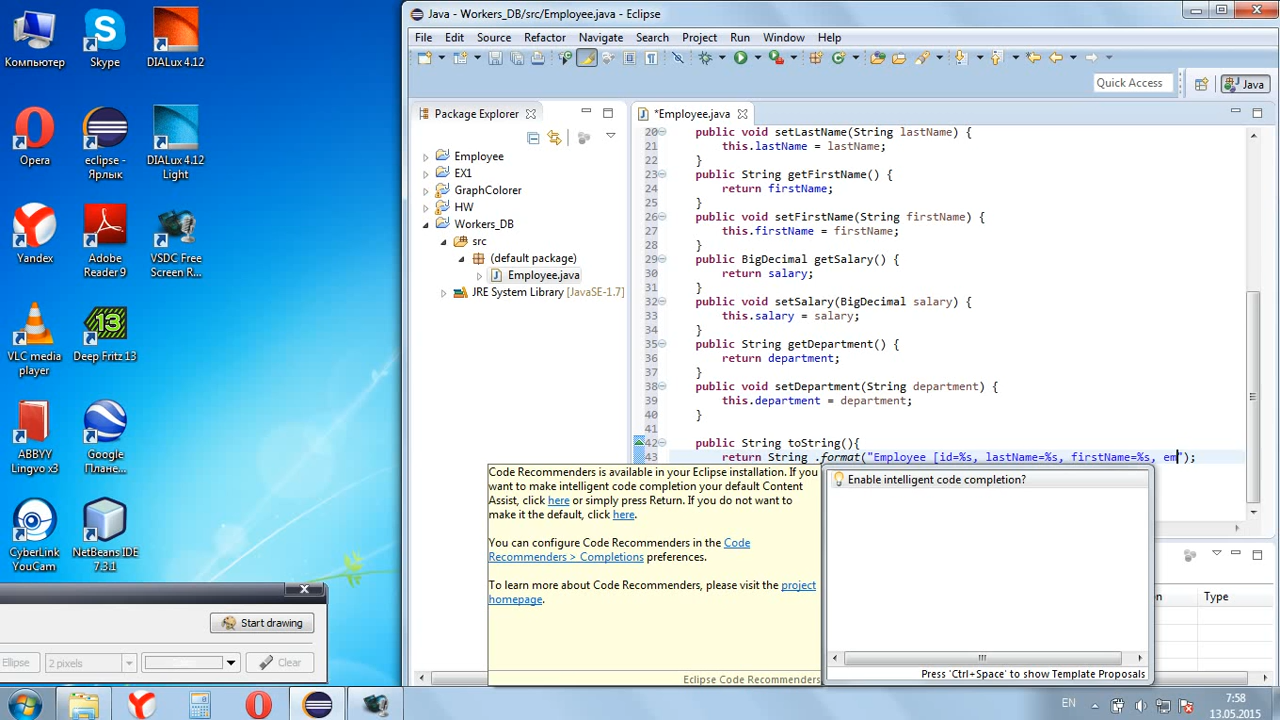 Компьютер
Skype
DIALux 4.12
Opera
eclipse -
Ярлык
DIALux 4.12
Light
Yandex
Adobe
Reader 9
VSDC Free
Screen R...
VLC media
player
13
Deep Fritz 13
ABBYY
Lingvo x3
Google
Плане...
CyberLink
YouCam
NetBeans IDE
7.3.1
Start drawing
Ellipse
2 pixels
Clear
Java - Workers_DB/src/Employee.java - Eclipse
File Edit Source Refactor Navigate Search Project Run Window Help
Quick Access
Java
Package Explorer
Employee
EX1
GraphColorer
HW
Workers_DB
src
(default package)
Employee.java
JRE System Library [JavaSE-1.7]
*Employee.java
20 public void setLastName(String lastName) {
21 this.lastName = lastName;
22 }
23 public String getFirstName() {
24 return firstName;
25 }
26 public void setFirstName(String firstName) {
27 this.firstName = firstName;
28 }
29 public BigDecimal getSalary() {
30 return salary;
31 }
32 public void setSalary(BigDecimal salary) {
33 this.salary = salary;
34 }
35 public String getDepartment() {
36 return department;
37 }
38 public void setDepartment(String department) {
39 this.department = department;
40 }
41
42 public String toString(){
43 return String .format("Employee [id=%s, lastName=%s, firstName=%s, em");
Code Recommenders is available in your Eclipse installation. If you
want to make intelligent code completion your default Content
Assist, click here or simply press Return. If you do not want to
make it the default, click here.
You can configure Code Recommenders in the Code
Recommenders > Completions preferences.
To learn more about Code Recommenders, please visit the project
homepage.
Eclipse Code Recommenders
Enable intelligent code completion?
Press 'Ctrl+Space' to show Template Proposals
on Type
EN
7:58
13.05.2015